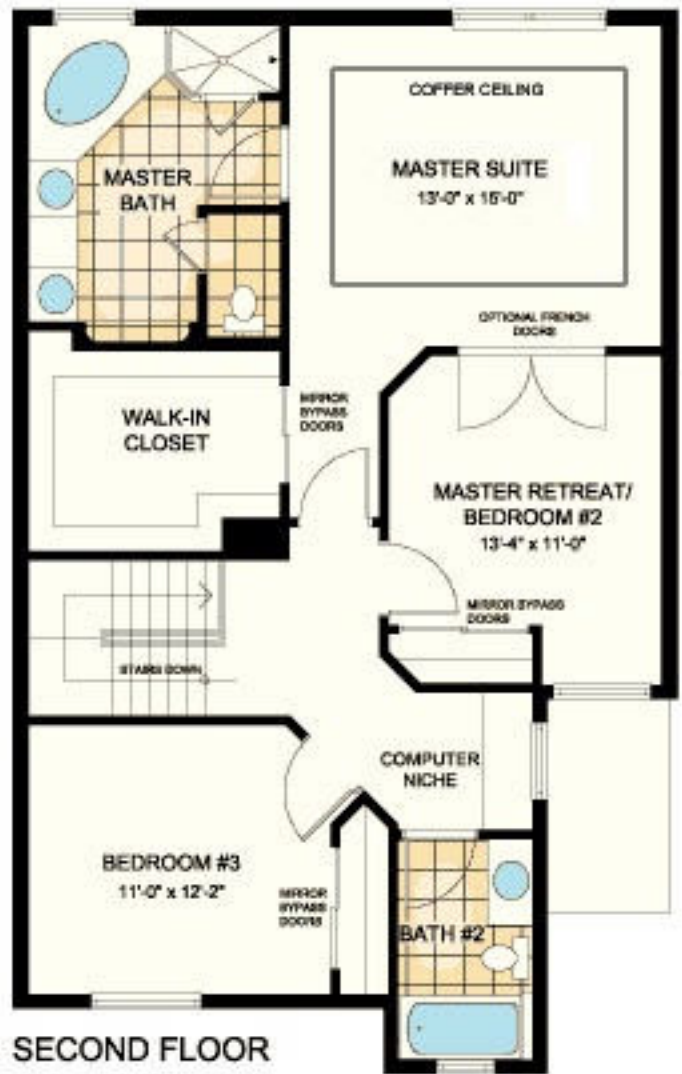 COFFER CEILING
MASTER SUITE
13'-0" x 15'-0"
MASTER
BATH
OPTIONAL FRENCH
DOORS
MIRROR
BYPASS
DOORS
WALK-IN
CLOSET
MASTER RETREAT/
BEDROOM #2
13'-4" x 11'-0"
MIRROR BYPASS
DOORS
STAIRS DOWN
COMPUTER
NICHE
BEDROOM #3
11'-0" x 12'-2"
MIRROR
BYPASS
DOORS
BATH #2
SECOND FLOOR